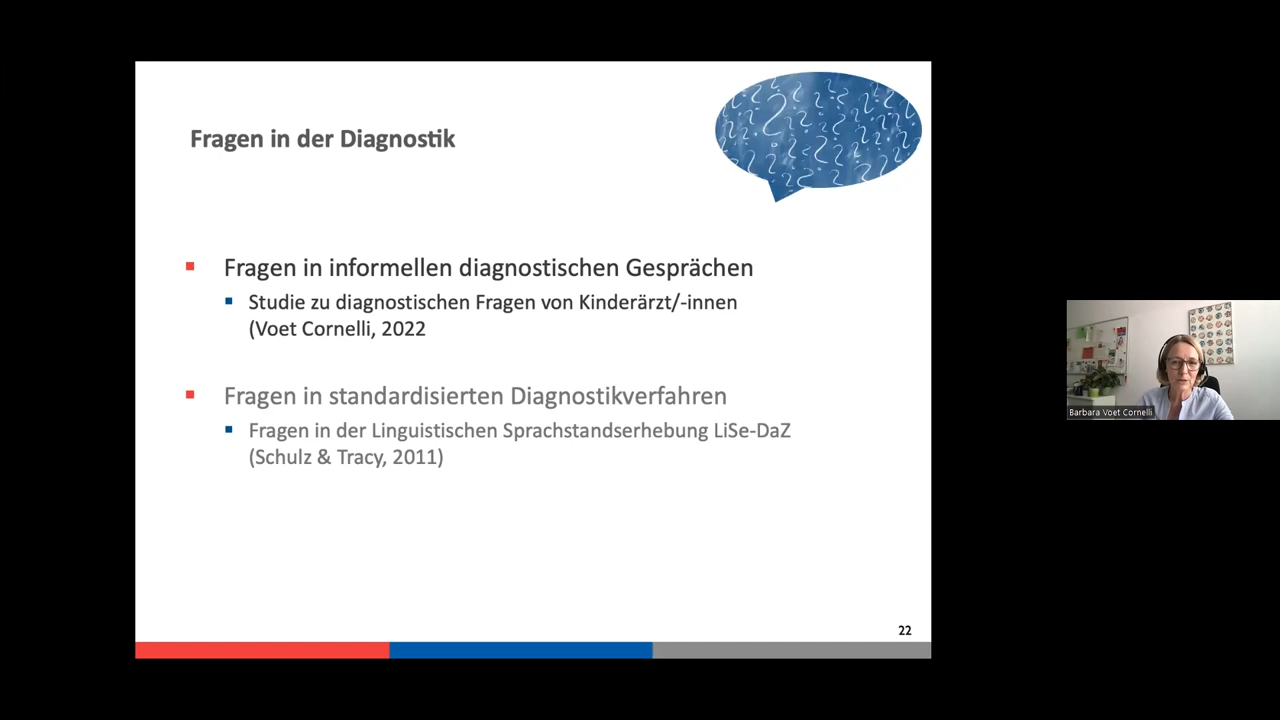 Fragen in der Diagnostik
Fragen in informellen diagnostischen Gesprächen
Studie zu diagnostischen Fragen von Kinderärzt/-innen
(Voet Cornelli, 2022
Fragen in standardisierten Diagnostikverfahren
Fragen in der Linguistischen Sprachstandserhebung LiSe-DaZ
(Schulz & Tracy, 2011)
22
Barbara Voet Cornelli